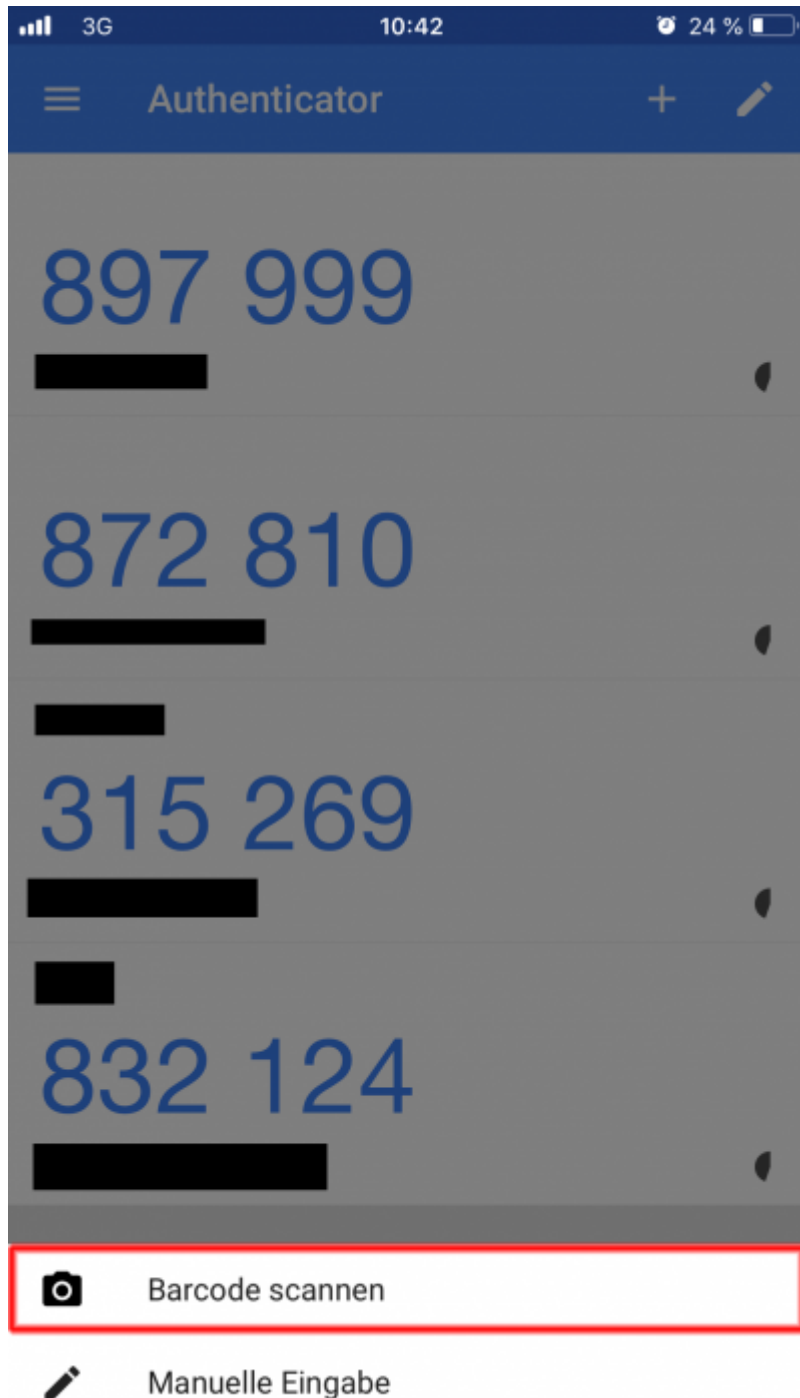 3G 10:42 24 %
Authenticator
897 999
872 810
315 269
832 124
Barcode scannen
Manuelle Eingabe